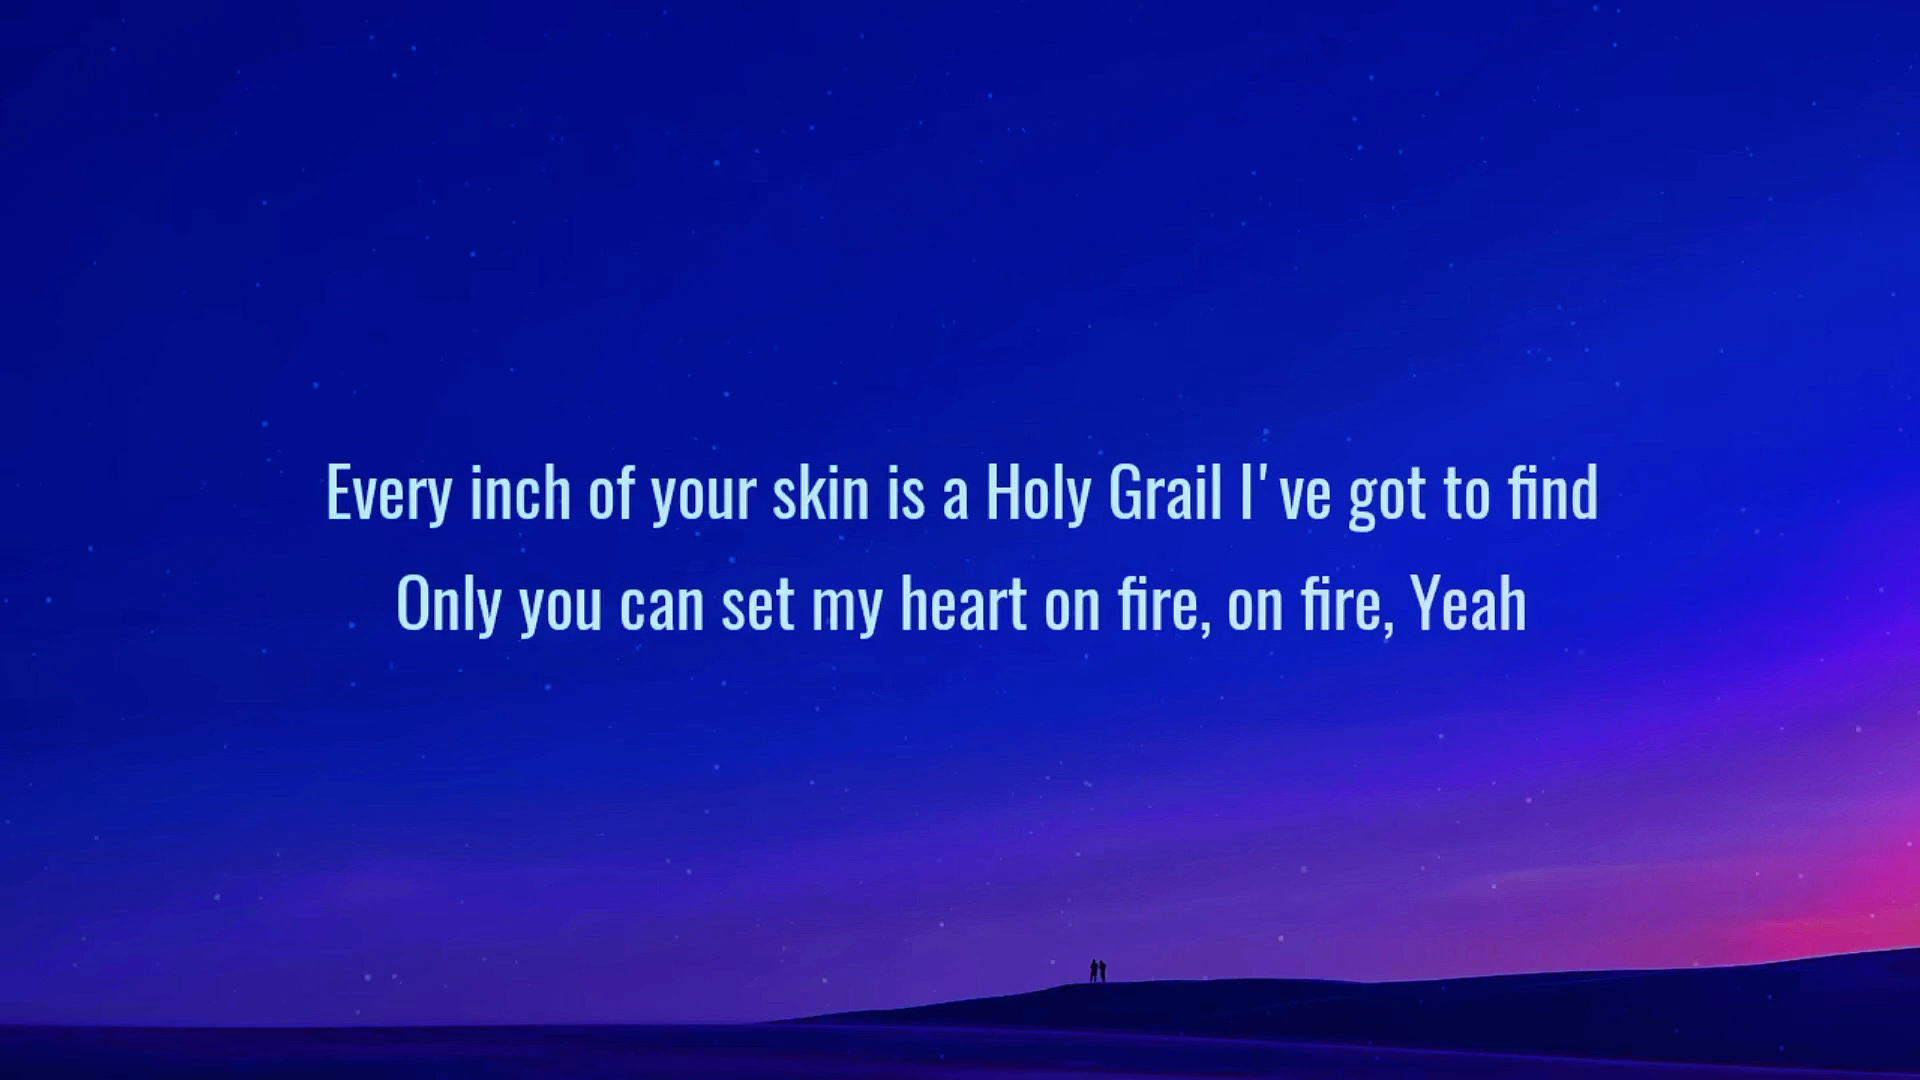 Every inch of your skin is a Holy Grail I've got to find
Only you can set my heart on fire, on fire, Yeah